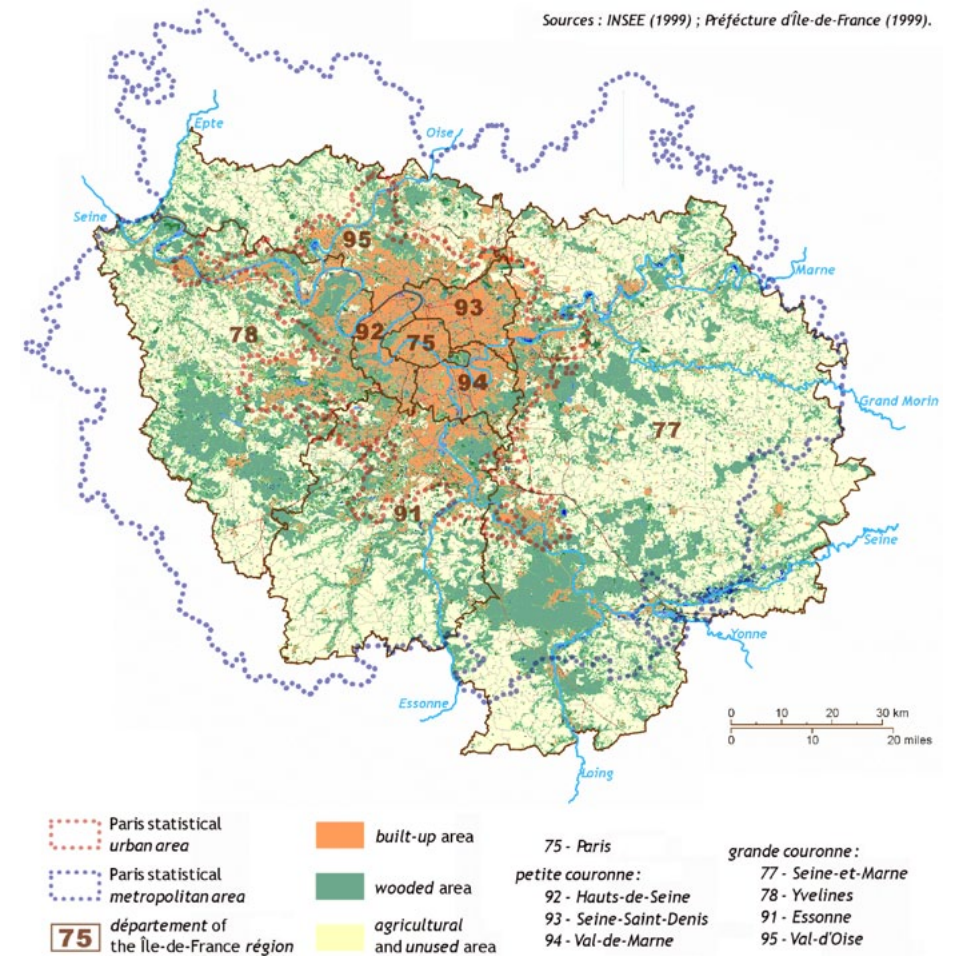 Sources : INSEE (1999) ; Préfécture d'Île-de-France (1999).
Epte
Oise
Seine
Marne
95
93
78
92
75
94
Grand Morin
77
91
Seine
Yonne
Essonne
Loing
0 10 20 30 km
0 10 20 miles
Paris statistical
urban area
Paris statistical
metropolitan area
75
département of
the Île-de-France région
built-up area
wooded area
agricultural
and unused area
75 - Paris
petite couronne :
92 - Hauts-de-Seine
93 - Seine-Saint-Denis
94 - Val-de-Marne
grande couronne :
77 - Seine-et-Marne
78 - Yvelines
91 - Essonne
95 - Val-d'Oise